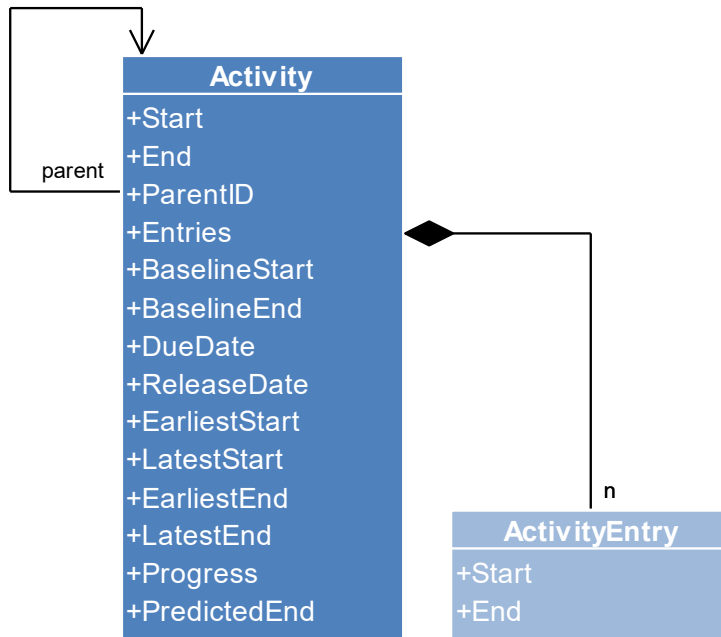 Activity
+Start
+End
parent
+ParentID
+Entries
+BaselineStart
+BaselineEnd
+DueDate
+ReleaseDate
+EarliestStart
+LatestStart
+EarliestEnd
+LatestEnd
+Progress
+PredictedEnd
n
ActivityEntry
+Start
+End